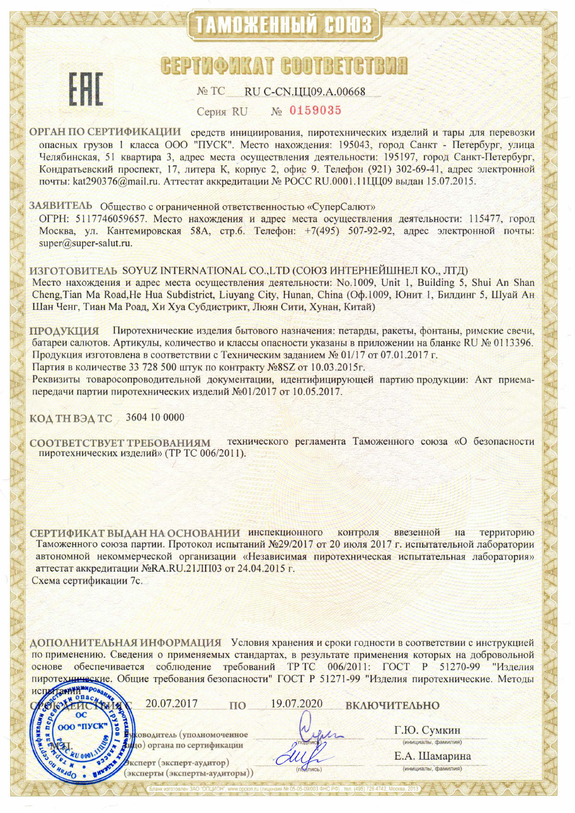 ТАМОЖЕННЫЙ СОЮЗ
СЕРТИФИКАТ СООТВЕТСТВИЯ
ЕАС
№ ТС RU C-CN.ЦЦ09.А.00668
Серия RU № 0159035
ОРГАН ПО СЕРТИФИКАЦИИ средств инициирования, пиротехнических изделий и тары для перевозки
опасных грузов 1 класса ООО "ПУСК". Место нахождения: 195043, город Санкт - Петербург, улица
Челябинская, 51 квартира 3, адрес места осуществления деятельности: 195197, город Санкт-Петербург,
Кондратьевский проспект, 17, литера К, корпус 2, офис 9. Телефон (921) 302-69-41, адрес электронной
почты: kat290376@mail.ru. Аттестат аккредитации № РОСС RU.0001.11ЦЦ09 выдан 15.07.2015.
ЗАЯВИТЕЛЬ Общество с ограниченной ответственностью «СуперСалют»
ОГРН: 5117746059657. Место нахождения и адрес места осуществления деятельности: 115477, город
Москва, ул. Кантемировская 58А, стр.6. Телефон: +7(495) 507-92-92, адрес электронной почты:
super@super-salut.ru.
ИЗГОТОВИТЕЛЬ SOYUZ INTERNATIONAL CO.,LTD (СОЮЗ ИНТЕРНЕЙШНЕЛ КО., ЛТД)
Место нахождения и адрес места осуществления деятельности: No.1009, Unit 1, Building 5, Shui An Shan
Cheng,Tian Ma Road,He Hua Subdistrict, Liuyang City, Hunan, China (Оф.1009, Юнит 1, Билдинг 5, Шуай Ан
Шан Ченг, Тиан Ма Роад, Хи Хуа Субдистрикт, Люян Сити, Хунан, Китай)
ПРОДУКЦИЯ Пиротехнические изделия бытового назначения: петарды, ракеты, фонтаны, римские свечи,
батареи салютов. Артикулы, количество и классы опасности указаны в приложении на бланке RU № 0113396.
Продукция изготовлена в соответствии с Техническим заданием № 01/17 от 07.01.2017 г.
Партия в количестве 33 728 500 штук по контракту №8SZ от 10.03.2015г.
Реквизиты товаросопроводительной документации, идентифицирующей партию продукции: Акт приема-
передачи партии пиротехнических изделий №01/2017 от 10.05.2017.
КОД ТН ВЭД ТС 3604 10 0000
СООТВЕТСТВУЕТ ТРЕБОВАНИЯМ технического регламента Таможенного союза «О безопасности
пиротехнических изделий» (ТР ТС 006/2011).
СЕРТИФИКАТ ВЫДАН НА ОСНОВАНИИ инспекционного контроля ввезенной на территорию
Таможенного союза партии. Протокол испытаний №29/2017 от 20 июля 2017 г. испытательной лаборатории
автономной некоммерческой организации «Независимая пиротехническая испытательная лаборатория»
аттестат аккредитации №RA.RU.21ЛП03 от 24.04.2015 г.
Схема сертификации 7с.
ДОПОЛНИТЕЛЬНАЯ ИНФОРМАЦИЯ Условия хранения и сроки годности в соответствии с инструкцией
по применению. Сведения о применяемых стандартах, в результате применения которых на добровольной
основе обеспечивается соблюдение требований ТР ТС 006/2011: ГОСТ Р 51270-99 "Изделия
пиротехнические. Общие требования безопасности" ГОСТ Р 51271-99 "Изделия пиротехнические. Методы
испытаний"
СРОК ДЕЙСТВИЯ С 20.07.2017 ПО 19.07.2020 ВКЛЮЧИТЕЛЬНО
ОС
ООО "ПУСК"
М.П.
Руководитель (уполномоченное
лицо) органа по сертификации
(подпись)
Г.Ю. Сумкин
(инициалы, фамилия)
Эксперт (эксперт-аудитор)
(эксперты (эксперты-аудиторы))
(подпись)
Е.А. Шамарина
(инициалы, фамилия)